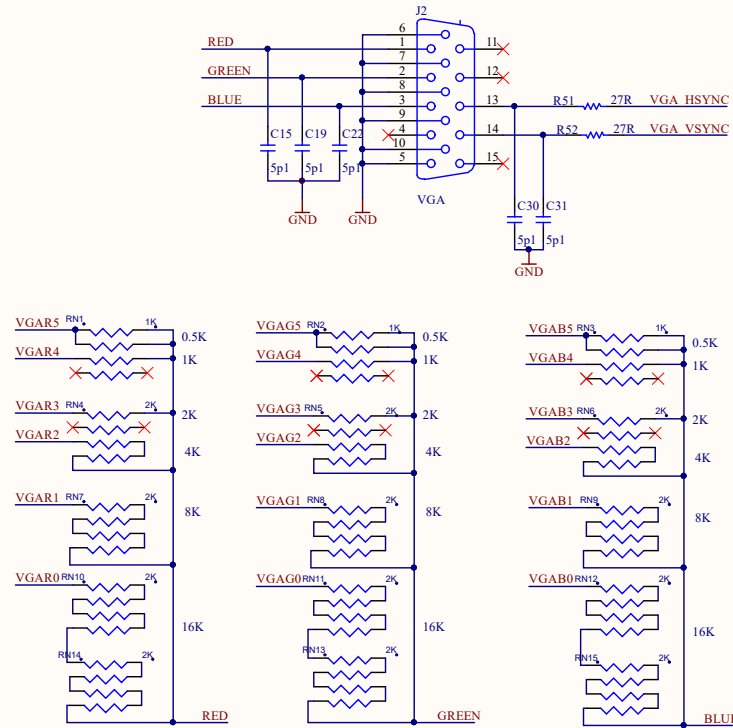 J2
6
RED 1 11
7
GREEN 2 12
8
BLUE 3 13 R51 27R VGA_HSYNC
9
C15 C19 C22 4 14 R52 27R VGA_VSYNC
10
5p1 5p1 5p1 5 15
VGA
C30 C31
GND GND
5p1 5p1
GND
VGAR5 RN1 1K 0.5K
VGAR4 1K
VGAR3 RN4 2K 2K
VGAR2 4K
VGAR1 RN7 2K 8K
VGAR0 RN10 2K
16K
RN14 2K
RED
VGAG5 RN2 1K 0.5K
VGAG4 1K
VGAG3 RN5 2K 2K
VGAG2 4K
VGAG1 RN8 2K 8K
VGAG0 RN11 2K
16K
RN13 2K
GREEN
VGAB5 RN3 1K 0.5K
VGAB4 1K
VGAB3 RN6 2K 2K
VGAB2 4K
VGAB1 RN9 2K 8K
VGAB0 RN12 2K
16K
RN15 2K
BLUE